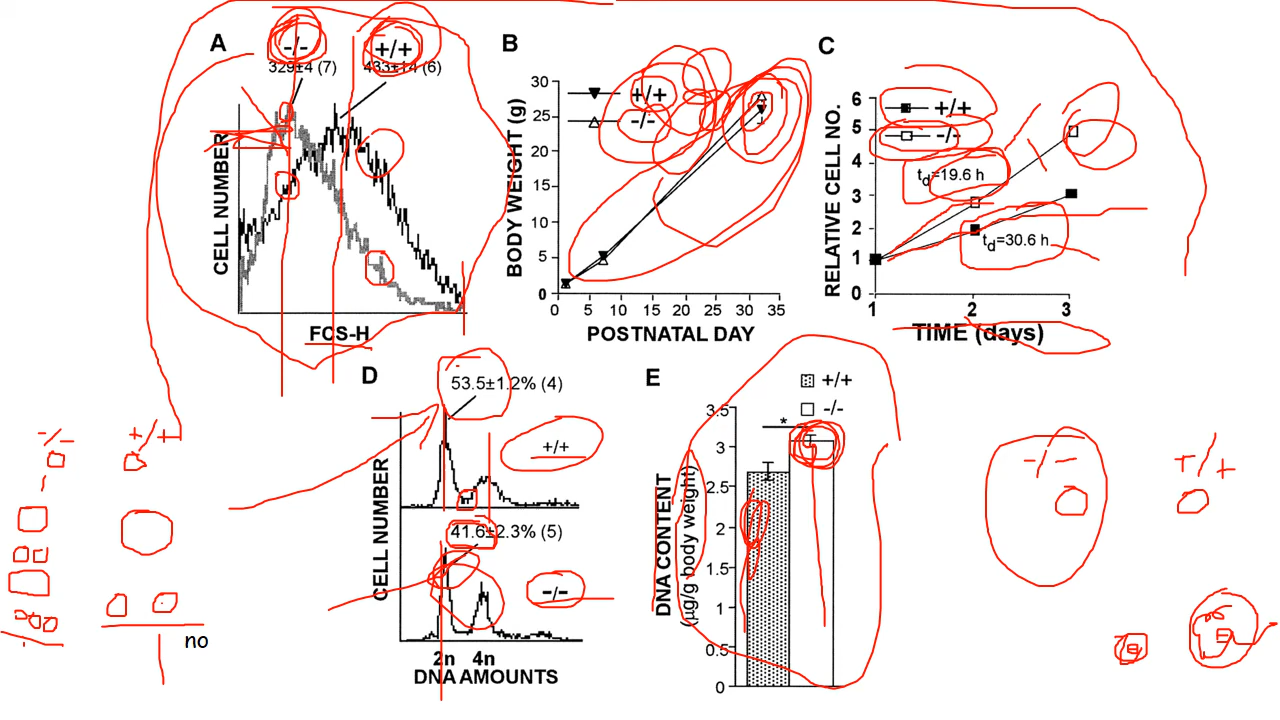 A
-/-
329±4 (7)
+/+
433±14 (6)
CELL NUMBER
FCS-H
B
BODY WEIGHT (g)
30
25
20
15
10
5
0
+/+
-/-
0 5 10 15 20 25 30 35
POSTNATAL DAY
C
RELATIVE CELL NO.
6
5
4
3
2
1
0
+/+
-/-
td=19.6 h
td=30.6 h
1 2 3
TIME (days)
D
53.5±1.2% (4)
+/+
CELL NUMBER
41.6±2.3% (5)
-/-
2n 4n
DNA AMOUNTS
E
+/+
-/-
DNA CONTENT
(µg/g body weight)
3.5
3
2.5
2
1.5
1
0.5
0
*
-/- +/+
no
-/- +/+